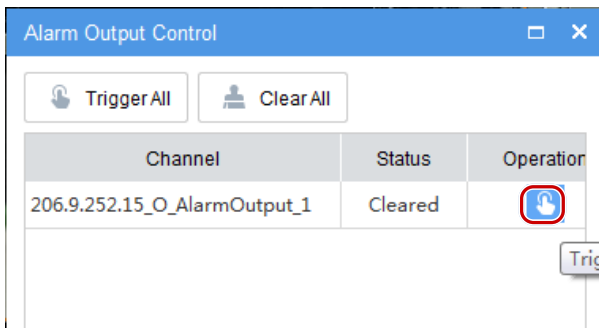 Alarm Output Control
Trigger All
Clear All
Channel Status Operation
206.9.252.15_O_AlarmOutput_1 Cleared
Trig